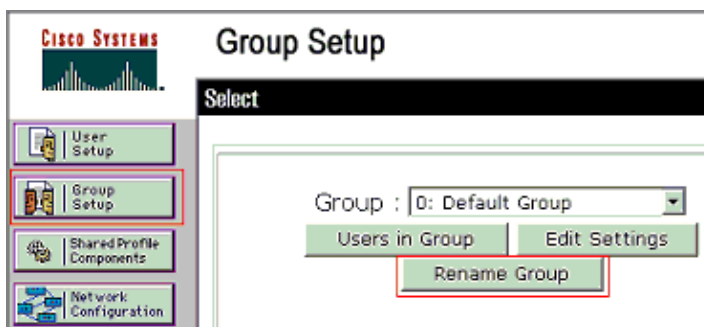 CISCO SYSTEMS
Group Setup
Select
User
Setup
Group
Setup
Shared Profile
Components
Network
Configuration
Group : 0: Default Group
Users in Group
Edit Settings
Rename Group